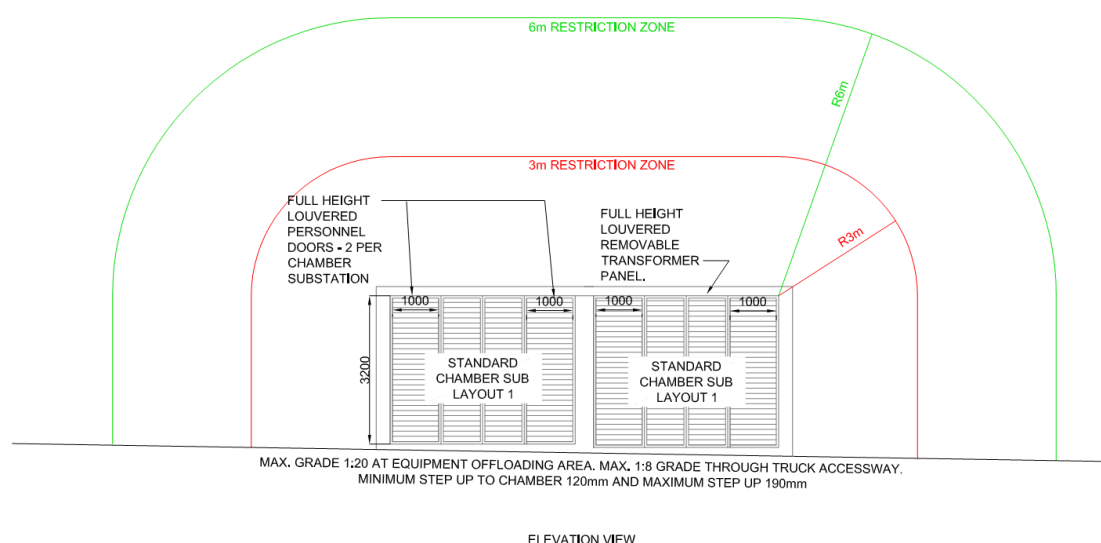 6m RESTRICTION ZONE
R6m
3m RESTRICTION ZONE
R3m
FULL HEIGHT
LOUVERED
PERSONNEL
DOORS - 2 PER
CHAMBER
SUBSTATION
FULL HEIGHT
LOUVERED
REMOVABLE
TRANSFORMER
PANEL.
1000
1000
1000
1000
3200
STANDARD
CHAMBER SUB
LAYOUT 1
STANDARD
CHAMBER SUB
LAYOUT 1
MAX. GRADE 1:20 AT EQUIPMENT OFFLOADING AREA. MAX. 1:8 GRADE THROUGH TRUCK ACCESSWAY.
MINIMUM STEP UP TO CHAMBER 120mm AND MAXIMUM STEP UP 190mm
ELEVATION VIEW